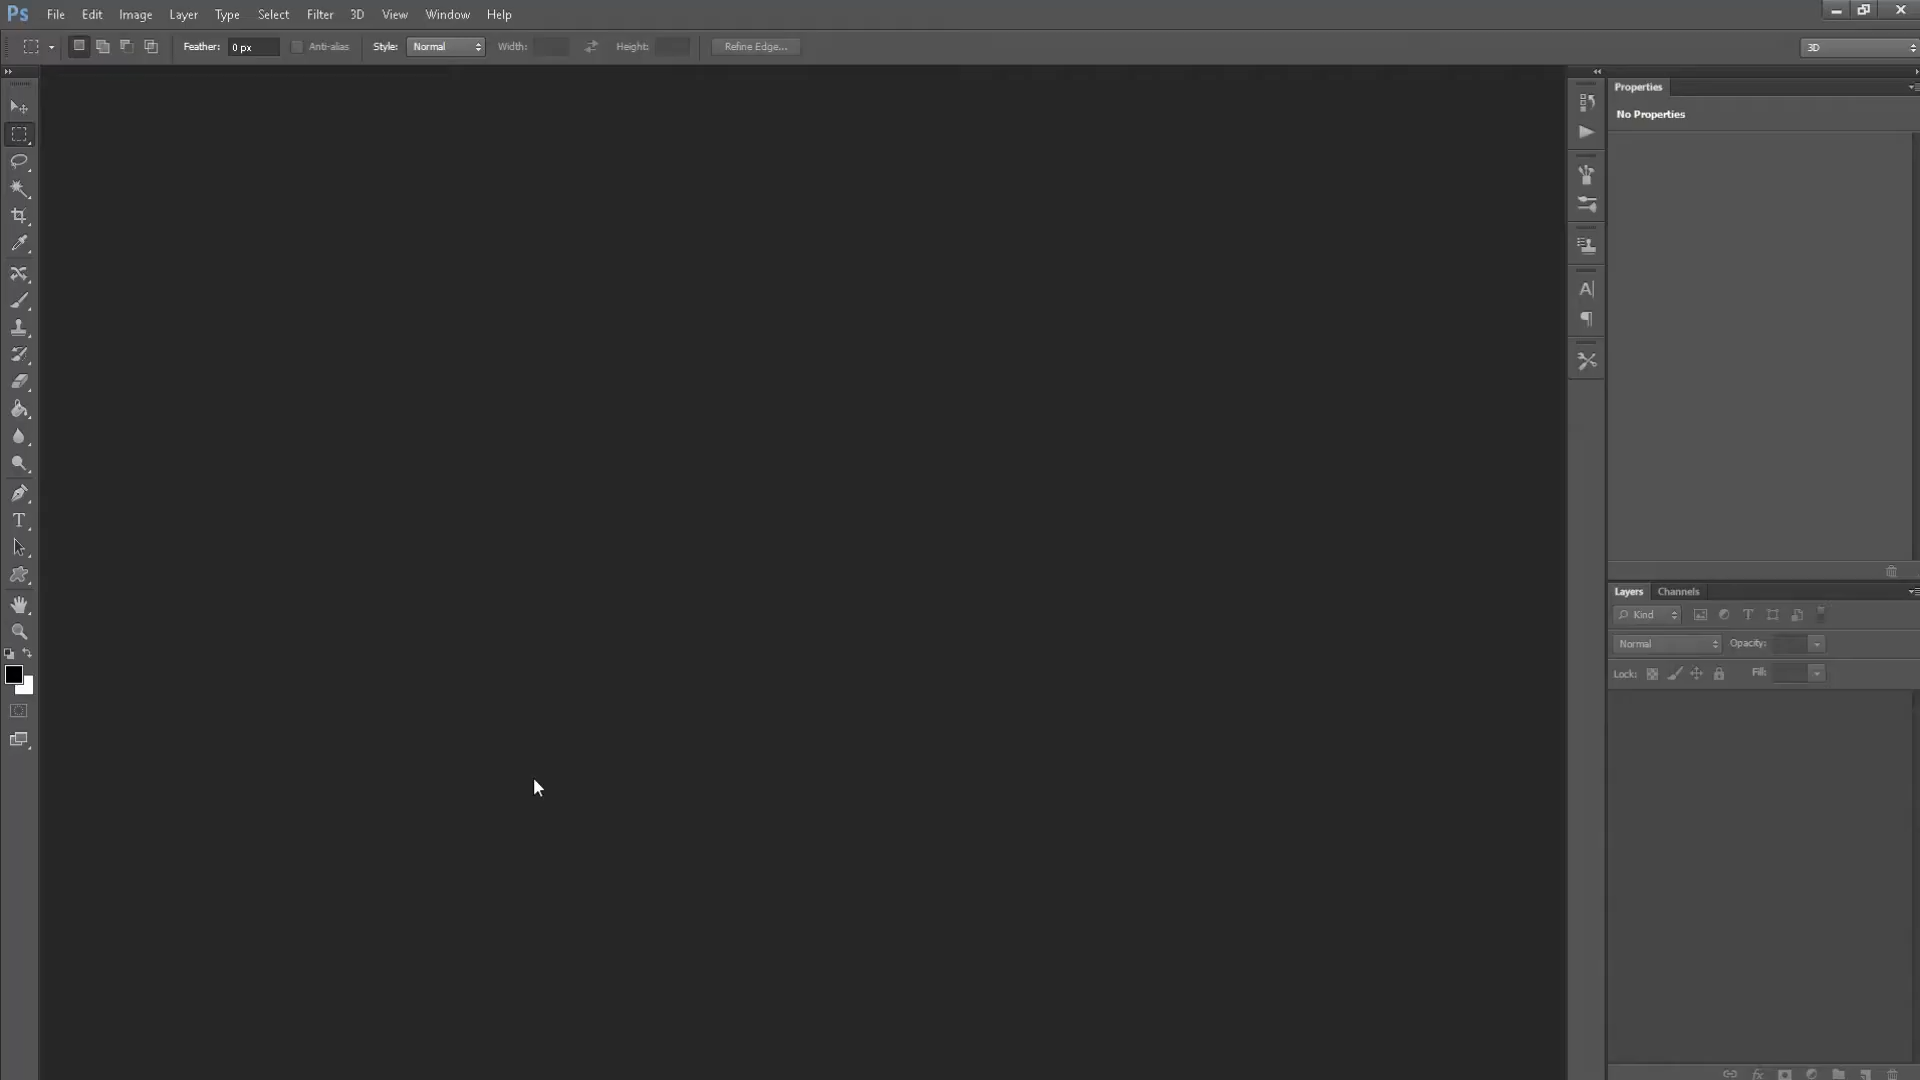 Ps File Edit Image Layer Type Select Filter 3D View Window Help
Feather: 0 px Anti-alias Style: Normal Width: Height: Refine Edge... 3D
Properties
No Properties
Layers Channels
Kind
Normal Opacity:
Lock: Fill: